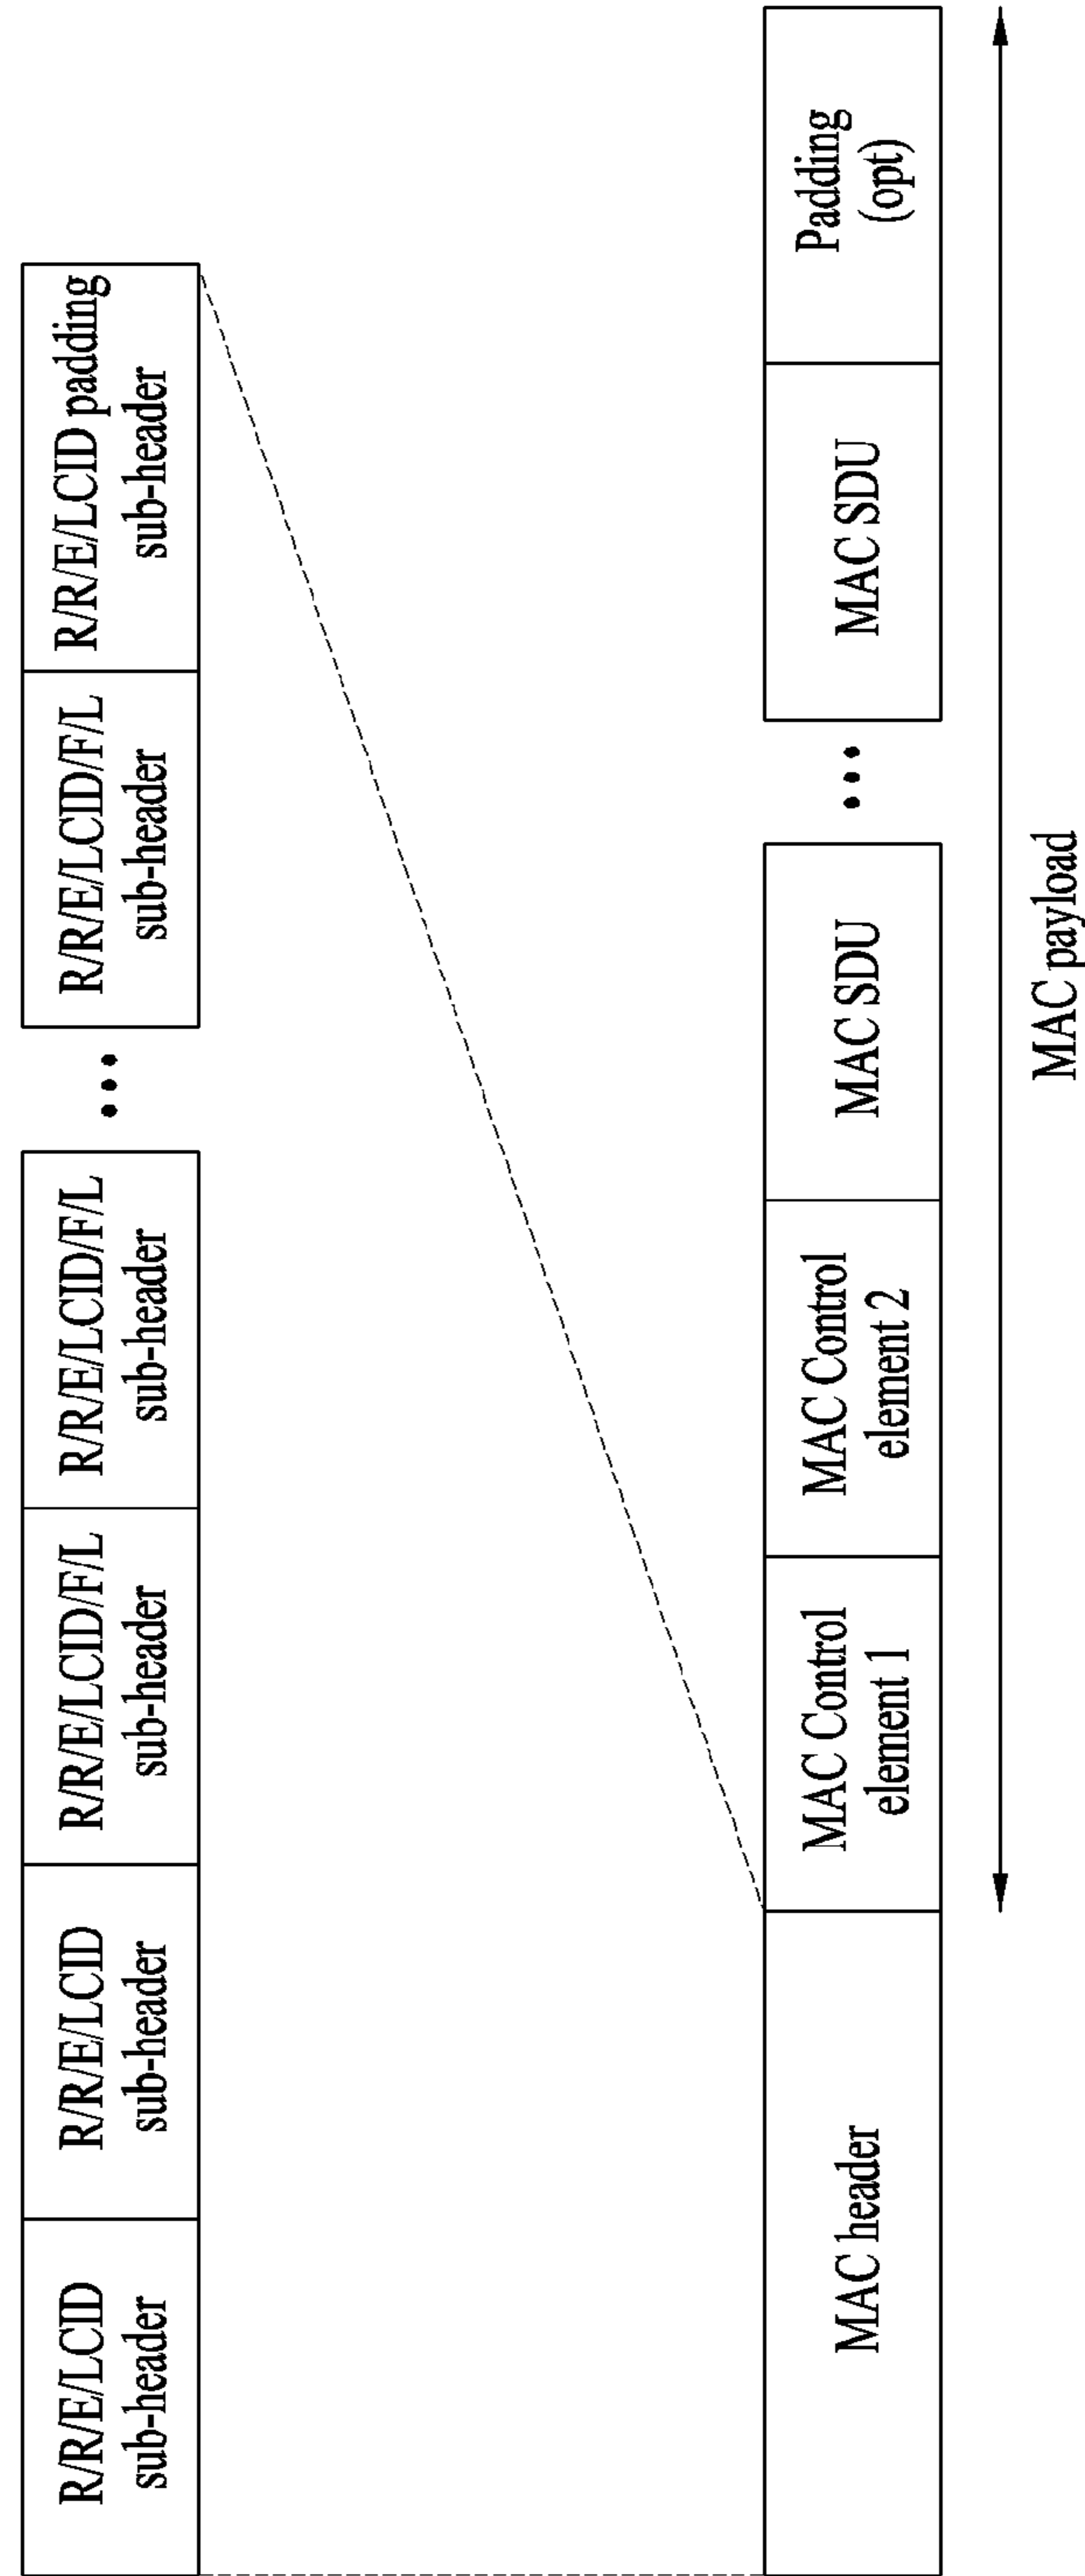 R/R/E/LCID
sub-header
R/R/E/LCID
sub-header
R/R/E/LCID/F/L
sub-header
R/R/E/LCID/F/L
sub-header
...
R/R/E/LCID/F/L
sub-header
R/R/E/LCID padding
sub-header
MAC header
MAC Control
element 1
MAC Control
element 2
MAC SDU
...
MAC SDU
Padding
(opt)
MAC payload